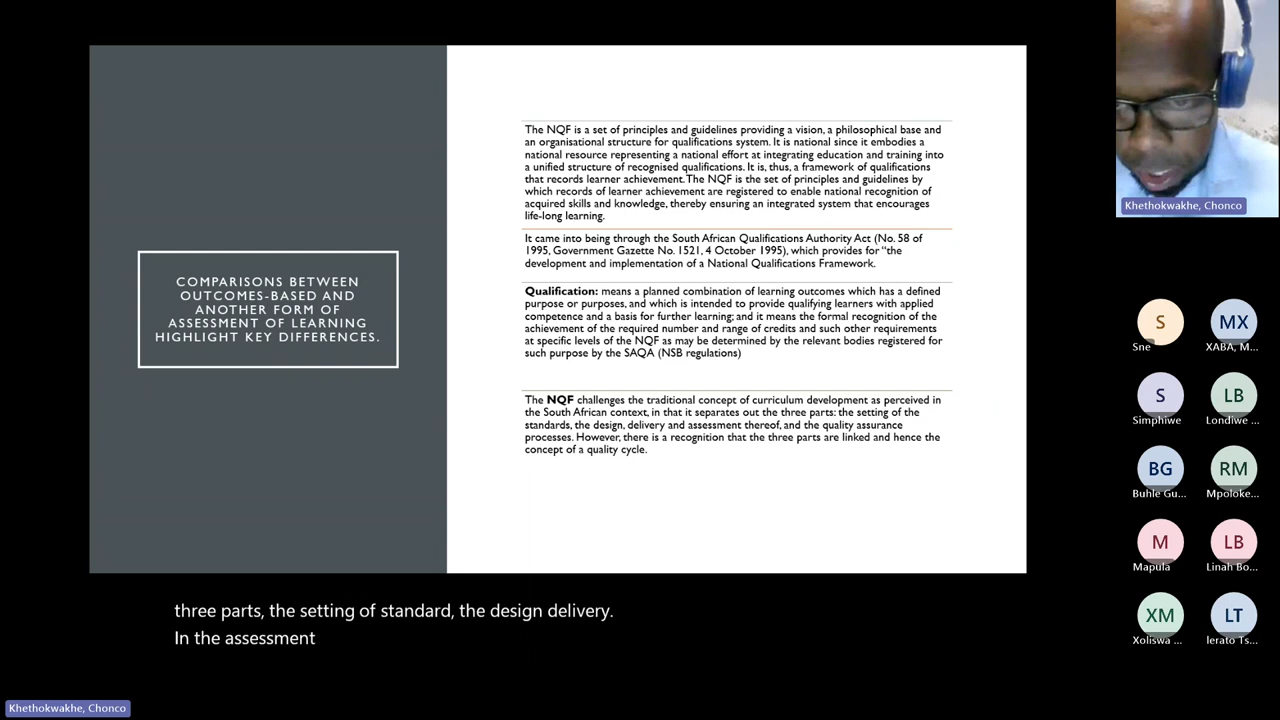 COMPARISONS BETWEEN
OUTCOMES-BASED AND
ANOTHER FORM OF
ASSESSMENT OF LEARNING
HIGHLIGHT KEY DIFFERENCES.
The NQF is a set of principles and guidelines providing a vision, a philosophical base and
an organisational structure for qualifications system. It is national since it embodies a
national resource representing a national effort at integrating education and training into
a unified structure of recognised qualifications. It is, thus, a framework of qualifications
that records learner achievement. The NQF is the set of principles and guidelines by
which records of learner achievement are registered to enable national recognition of
acquired skills and knowledge, thereby ensuring an integrated system that encourages
life-long learning.
It came into being through the South African Qualifications Authority Act (No. 58 of
1995, Government Gazette No. 1521, 4 October 1995), which provides for “the
development and implementation of a National Qualifications Framework.
Qualification: means a planned combination of learning outcomes which has a defined
purpose or purposes, and which is intended to provide qualifying learners with applied
competence and a basis for further learning; and it means the formal recognition of the
achievement of the required number and range of credits and such other requirements
at specific levels of the NQF as may be determined by the relevant bodies registered for
such purpose by the SAQA (NSB regulations)
The NQF challenges the traditional concept of curriculum development as perceived in
the South African context, in that it separates out the three parts: the setting of the
standards, the design, delivery and assessment thereof, and the quality assurance
processes. However, there is a recognition that the three parts are linked and hence the
concept of a quality cycle.
three parts, the setting of standard, the design delivery.
In the assessment
Khethokwakhe, Chonco
Khethokwakhe, Chonco
S
Sne
MX
XABA, M...
S
Simphiwe
LB
Londiwe ...
BG
Buhle Gu...
RM
Mpoloke...
M
Mapula
LB
Linah Bo...
XM
Xoliswa ...
LT
lerato Ts...